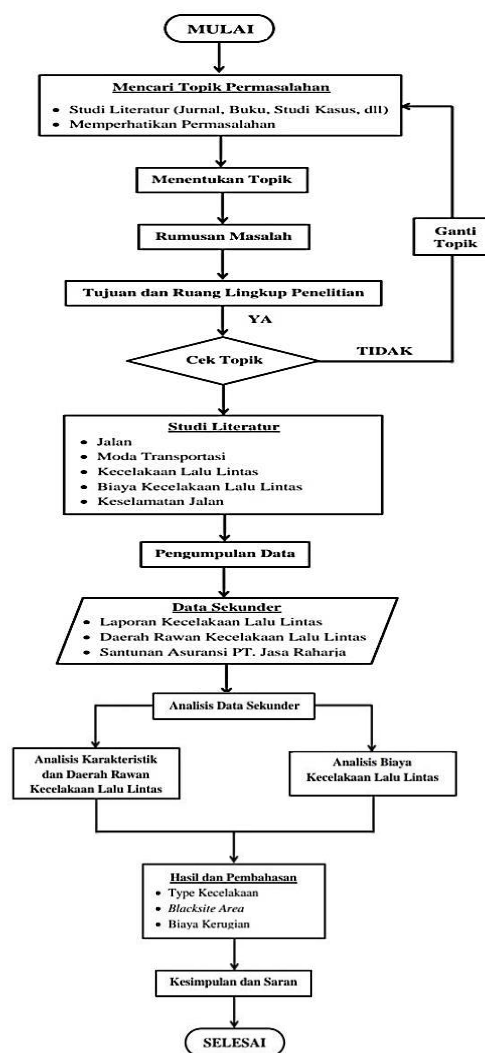 MULAI
Mencari Topik Permasalahan
• Studi Literatur (Jurnal, Buku, Studi Kasus, dll)
• Memperhatikan Permasalahan
Menentukan Topik
Rumusan Masalah
Ganti
Topik
Tujuan dan Ruang Lingkup Penelitian
YA
Cek Topik
TIDAK
Studi Literatur
• Jalan
• Moda Transportasi
• Kecelakaan Lalu Lintas
• Biaya Kecelakaan Lalu Lintas
• Keselamatan Jalan
Pengumpulan Data
Data Sekunder
• Laporan Kecelakaan Lalu Lintas
• Daerah Rawan Kecelakaan Lalu Lintas
• Santunan Asuransi PT. Jasa Raharja
Analisis Data Sekunder
Analisis Karakteristik
dan Daerah Rawan
Kecelakaan Lalu Lintas
Analisis Biaya
Kecelakaan Lalu Lintas
Hasil dan Pembahasan
• Type Kecelakaan
• Blacksite Area
• Biaya Kerugian
Kesimpulan dan Saran
SELESAI